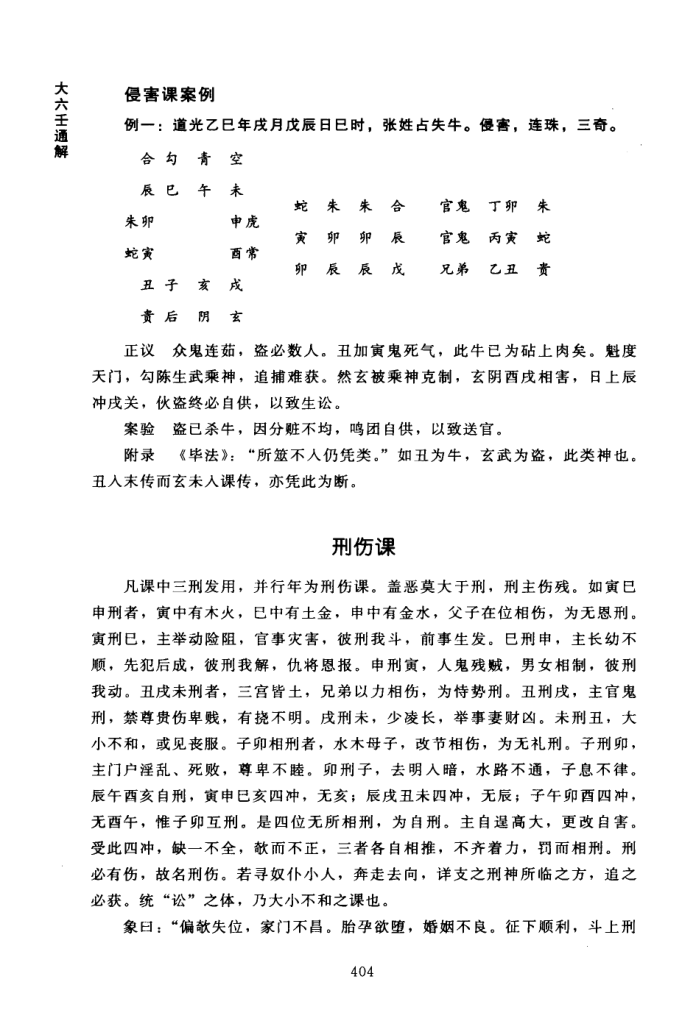 大六壬通解
侵害课案例
例一：道光乙巳年戌月戊辰日巳时，张姓占失牛。侵害，连珠，三奇。
合 勾 青 空
辰 巳 午 未
蛇 朱 朱 合 官鬼 丁卯 朱
朱卯 申虎
寅 卯 卯 辰 官鬼 丙寅 蛇
蛇寅 酉常
卯 辰 辰 戊 兄弟 乙丑 贵
丑 子 亥 戌
贵 后 阴 玄
正议 众鬼连茹，盗必数人。丑加寅鬼死气，此牛已为砧上肉矣。魁度
天门，勾陈生武乘神，追捕难获。然玄被乘神克制，玄阴酉戌相害，日上辰
冲戌关，伙盗终必自供，以致生讼。
案验 盗已杀牛，因分赃不均，鸣团自供，以致送官。
附录 《毕法》：“所筮不入仍凭类。”如丑为牛，玄武为盗，此类神也。
丑入末传而玄未入课传，亦凭此为断。
刑伤课
凡课中三刑发用，并行年为刑伤课。盖恶莫大于刑，刑主伤残。如寅巳
申刑者，寅中有木火，巳中有土金，申中有金水，父子在位相伤，为无恩刑。
寅刑巳，主举动险阻，官事灾害，彼刑我斗，前事生发。巳刑申，主长幼不
顺，先犯后成，彼刑我解，仇将恩报。申刑寅，人鬼残贼，男女相制，彼刑
我动。丑戌未刑者，三宫皆土，兄弟以力相伤，为恃势刑。丑刑戌，主官鬼
刑，禁尊贵伤卑贱，有挠不明。戌刑未，少凌长，举事妻财凶。未刑丑，大
小不和，或见丧服。子卯相刑者，水木母子，改节相伤，为无礼刑。子刑卯，
主门户淫乱、死败，尊卑不睦。卯刑子，去明入暗，水路不通，子息不律。
辰午酉亥自刑，寅申巳亥四冲，无亥；辰戌丑未四冲，无辰；子午卯酉四冲，
无酉午，惟子卯互刑。是四位无所相刑，为自刑。主自逞高大，更改自害。
受此四冲，缺一不全，欹而不正，三者各自相推，不齐着力，罚而相刑。刑
必有伤，故名刑伤。若寻奴仆小人，奔走去向，详支之刑神所临之方，追之
必获。统“讼”之体，乃大小不和之课也。
象曰：“偏欹失位，家门不昌。胎孕欲堕，婚姻不良。征下顺利，斗上刑
404